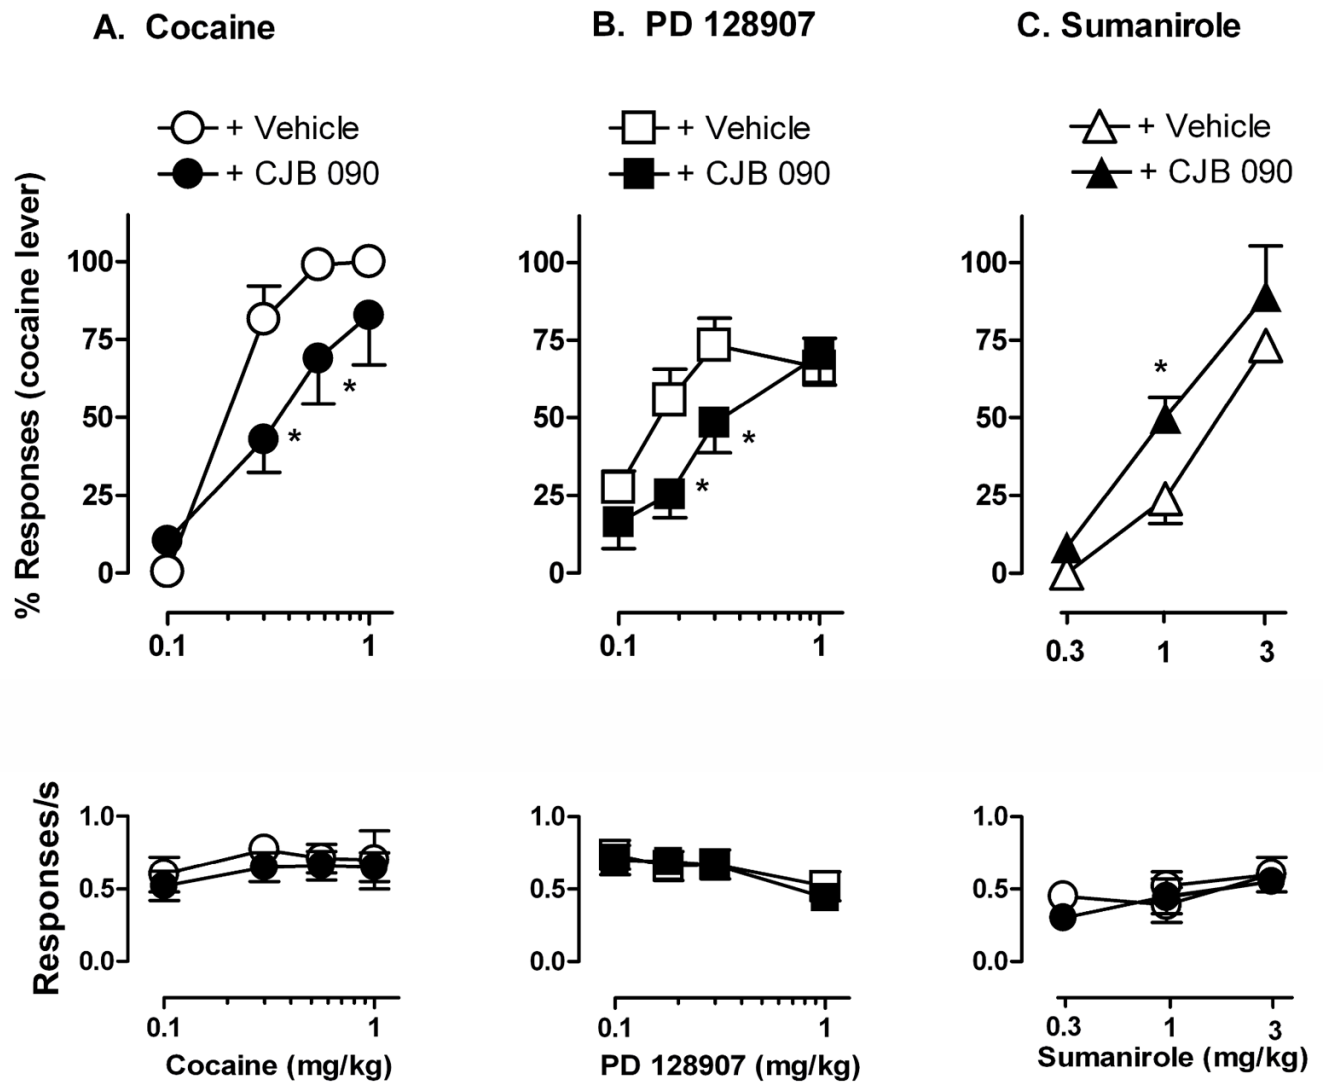 A. Cocaine
B. PD 128907
C. Sumanirole
+ Vehicle
+ CJB 090
+ Vehicle
+ CJB 090
+ Vehicle
+ CJB 090
% Responses (cocaine lever)
100
75
50
25
0
0.1 1
100
75
50
25
0
0.1 1
100
75
50
25
0
0.3 1 3
*
*
*
*
*
Responses/s
1.0
0.5
0.0
0.1 1
Cocaine (mg/kg)
1.0
0.5
0.0
0.1 1
PD 128907 (mg/kg)
1.0
0.5
0.0
0.3 1 3
Sumanirole (mg/kg)